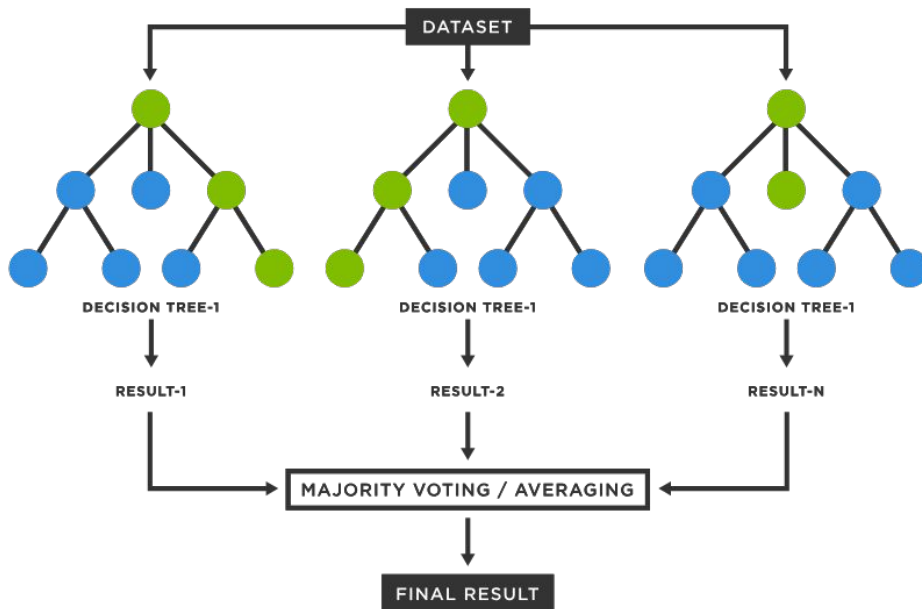 DATASET
DECISION TREE-1
DECISION TREE-1
DECISION TREE-1
RESULT-1
RESULT-2
RESULT-N
MAJORITY VOTING / AVERAGING
FINAL RESULT